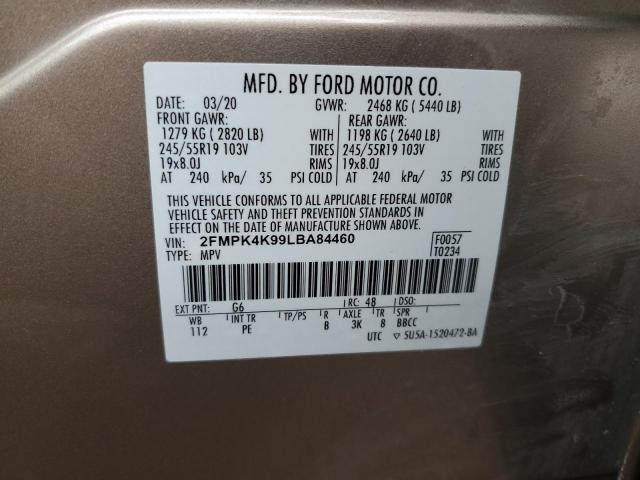 MFD. BY FORD MOTOR CO.
DATE: 03/20 GVWR: 2468 KG ( 5440 LB)
FRONT GAWR: REAR GAWR:
1279 KG ( 2820 LB) WITH 1198 KG ( 2640 LB) WITH
245/55R19 103V TIRES 245/55R19 103V TIRES
19x8.0J RIMS 19x8.0J RIMS
AT 240 kPa/ 35 PSI COLD AT 240 kPa/ 35 PSI COLD
THIS VEHICLE CONFORMS TO ALL APPLICABLE FEDERAL MOTOR
VEHICLE SAFETY AND THEFT PREVENTION STANDARDS IN
EFFECT ON THE DATE OF MANUFACTURE SHOWN ABOVE.
VIN: 2FMPK4K99LBA84460 F0057
TYPE: MPV T0234
EXT PNT: G6 RC: 48 DSO:
WB INT TR TP/PS R AXLE TR SPR
112 PE B 3K 8 BBCC
UTC ▽ 5U5A-1520472-BA